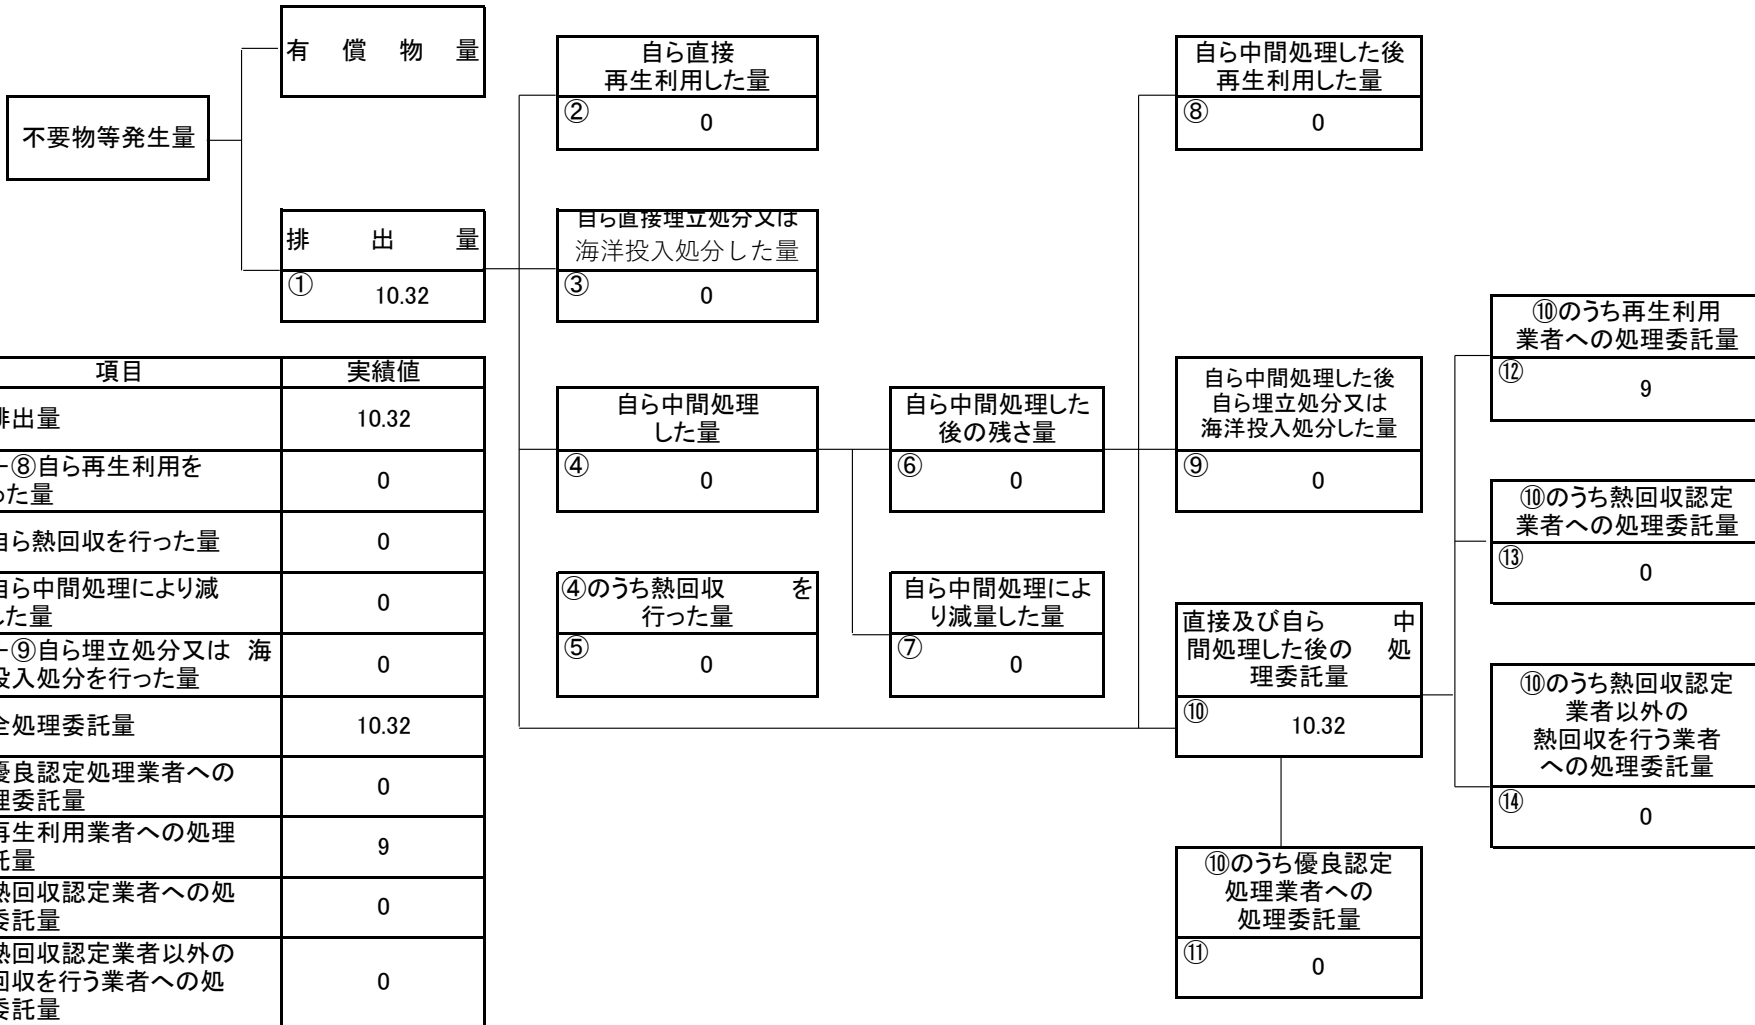 有償物量
不要物等発生量
排出量
① 10.32
自ら直接
再生利用した量
② 0
自ら直接埋立処分又は
海洋投入処分した量
③ 0
自ら中間処理
した量
④ 0
④のうち熱回収 を
行った量
⑤ 0
自ら中間処理した
後の残さ量
⑥ 0
自ら中間処理によ
り減量した量
⑦ 0
自ら中間処理した後
再生利用した量
⑧ 0
自ら中間処理した後
自ら埋立処分又は
海洋投入処分した量
⑨ 0
直接及び自ら 中
間処理した後の 処
理委託量
⑩ 10.32
⑩のうち優良認定
処理業者への
処理委託量
⑪ 0
⑩のうち再生利用
業者への処理委託量
⑫ 9
⑩のうち熱回収認定
業者への処理委託量
⑬ 0
⑩のうち熱回収認定
業者以外の
熱回収を行う業者
への処理委託量
⑭ 0
項目 実績値
排出量 10.32
⑧自ら再生利用を
った量 0
自ら熱回収を行った量 0
自ら中間処理により減
した量 0
⑨自ら埋立処分又は 海
投入処分を行った量 0
全処理委託量 10.32
優良認定処理業者への
理委託量 0
再生利用業者への処理
託量 9
熱回収認定業者への処
委託量 0
熱回収認定業者以外の
回収を行う業者への処
委託量 0